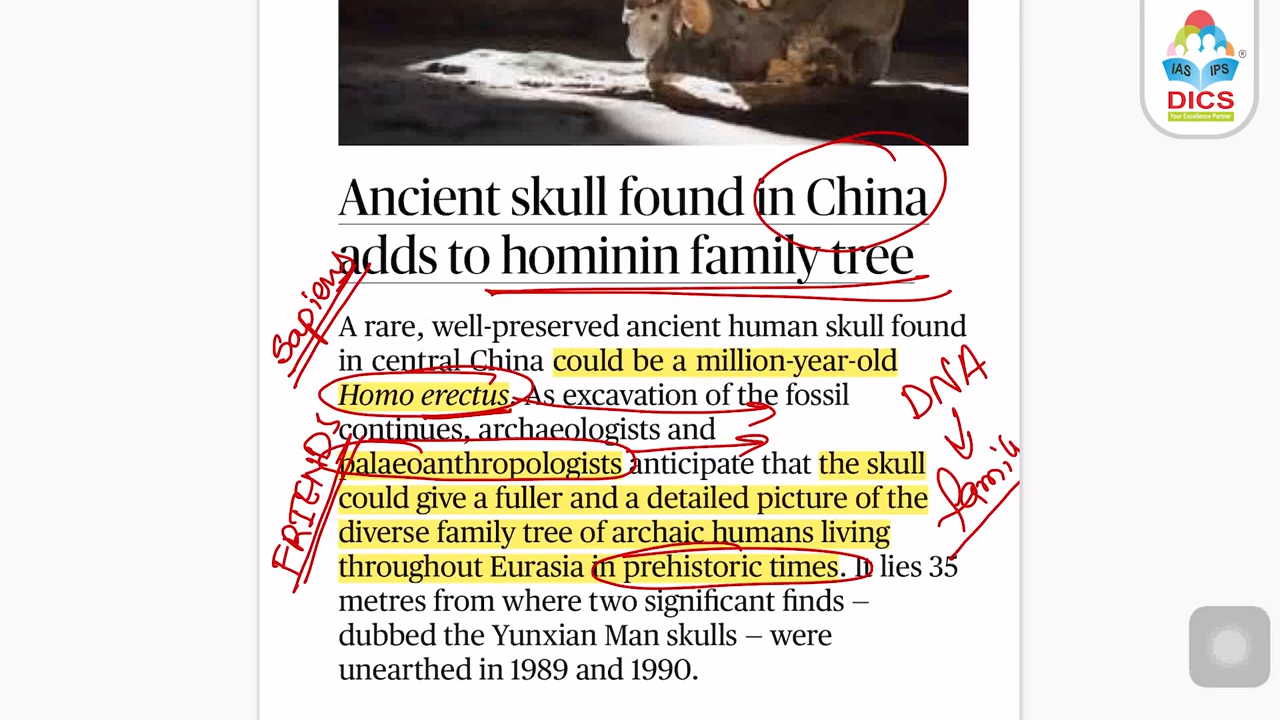 IAS IPS
DICS
Your Excellence Partner
Ancient skull found in China
adds to hominin family tree
Sapiens
A rare, well-preserved ancient human skull found
in central China could be a million-year-old
Homo erectus. As excavation of the fossil
continues, archaeologists and
palaeoanthropologists anticipate that the skull
could give a fuller and a detailed picture of the
diverse family tree of archaic humans living
throughout Eurasia in prehistoric times. It lies 35
metres from where two significant finds —
dubbed the Yunxian Man skulls — were
unearthed in 1989 and 1990.
FRIENDS
DNA